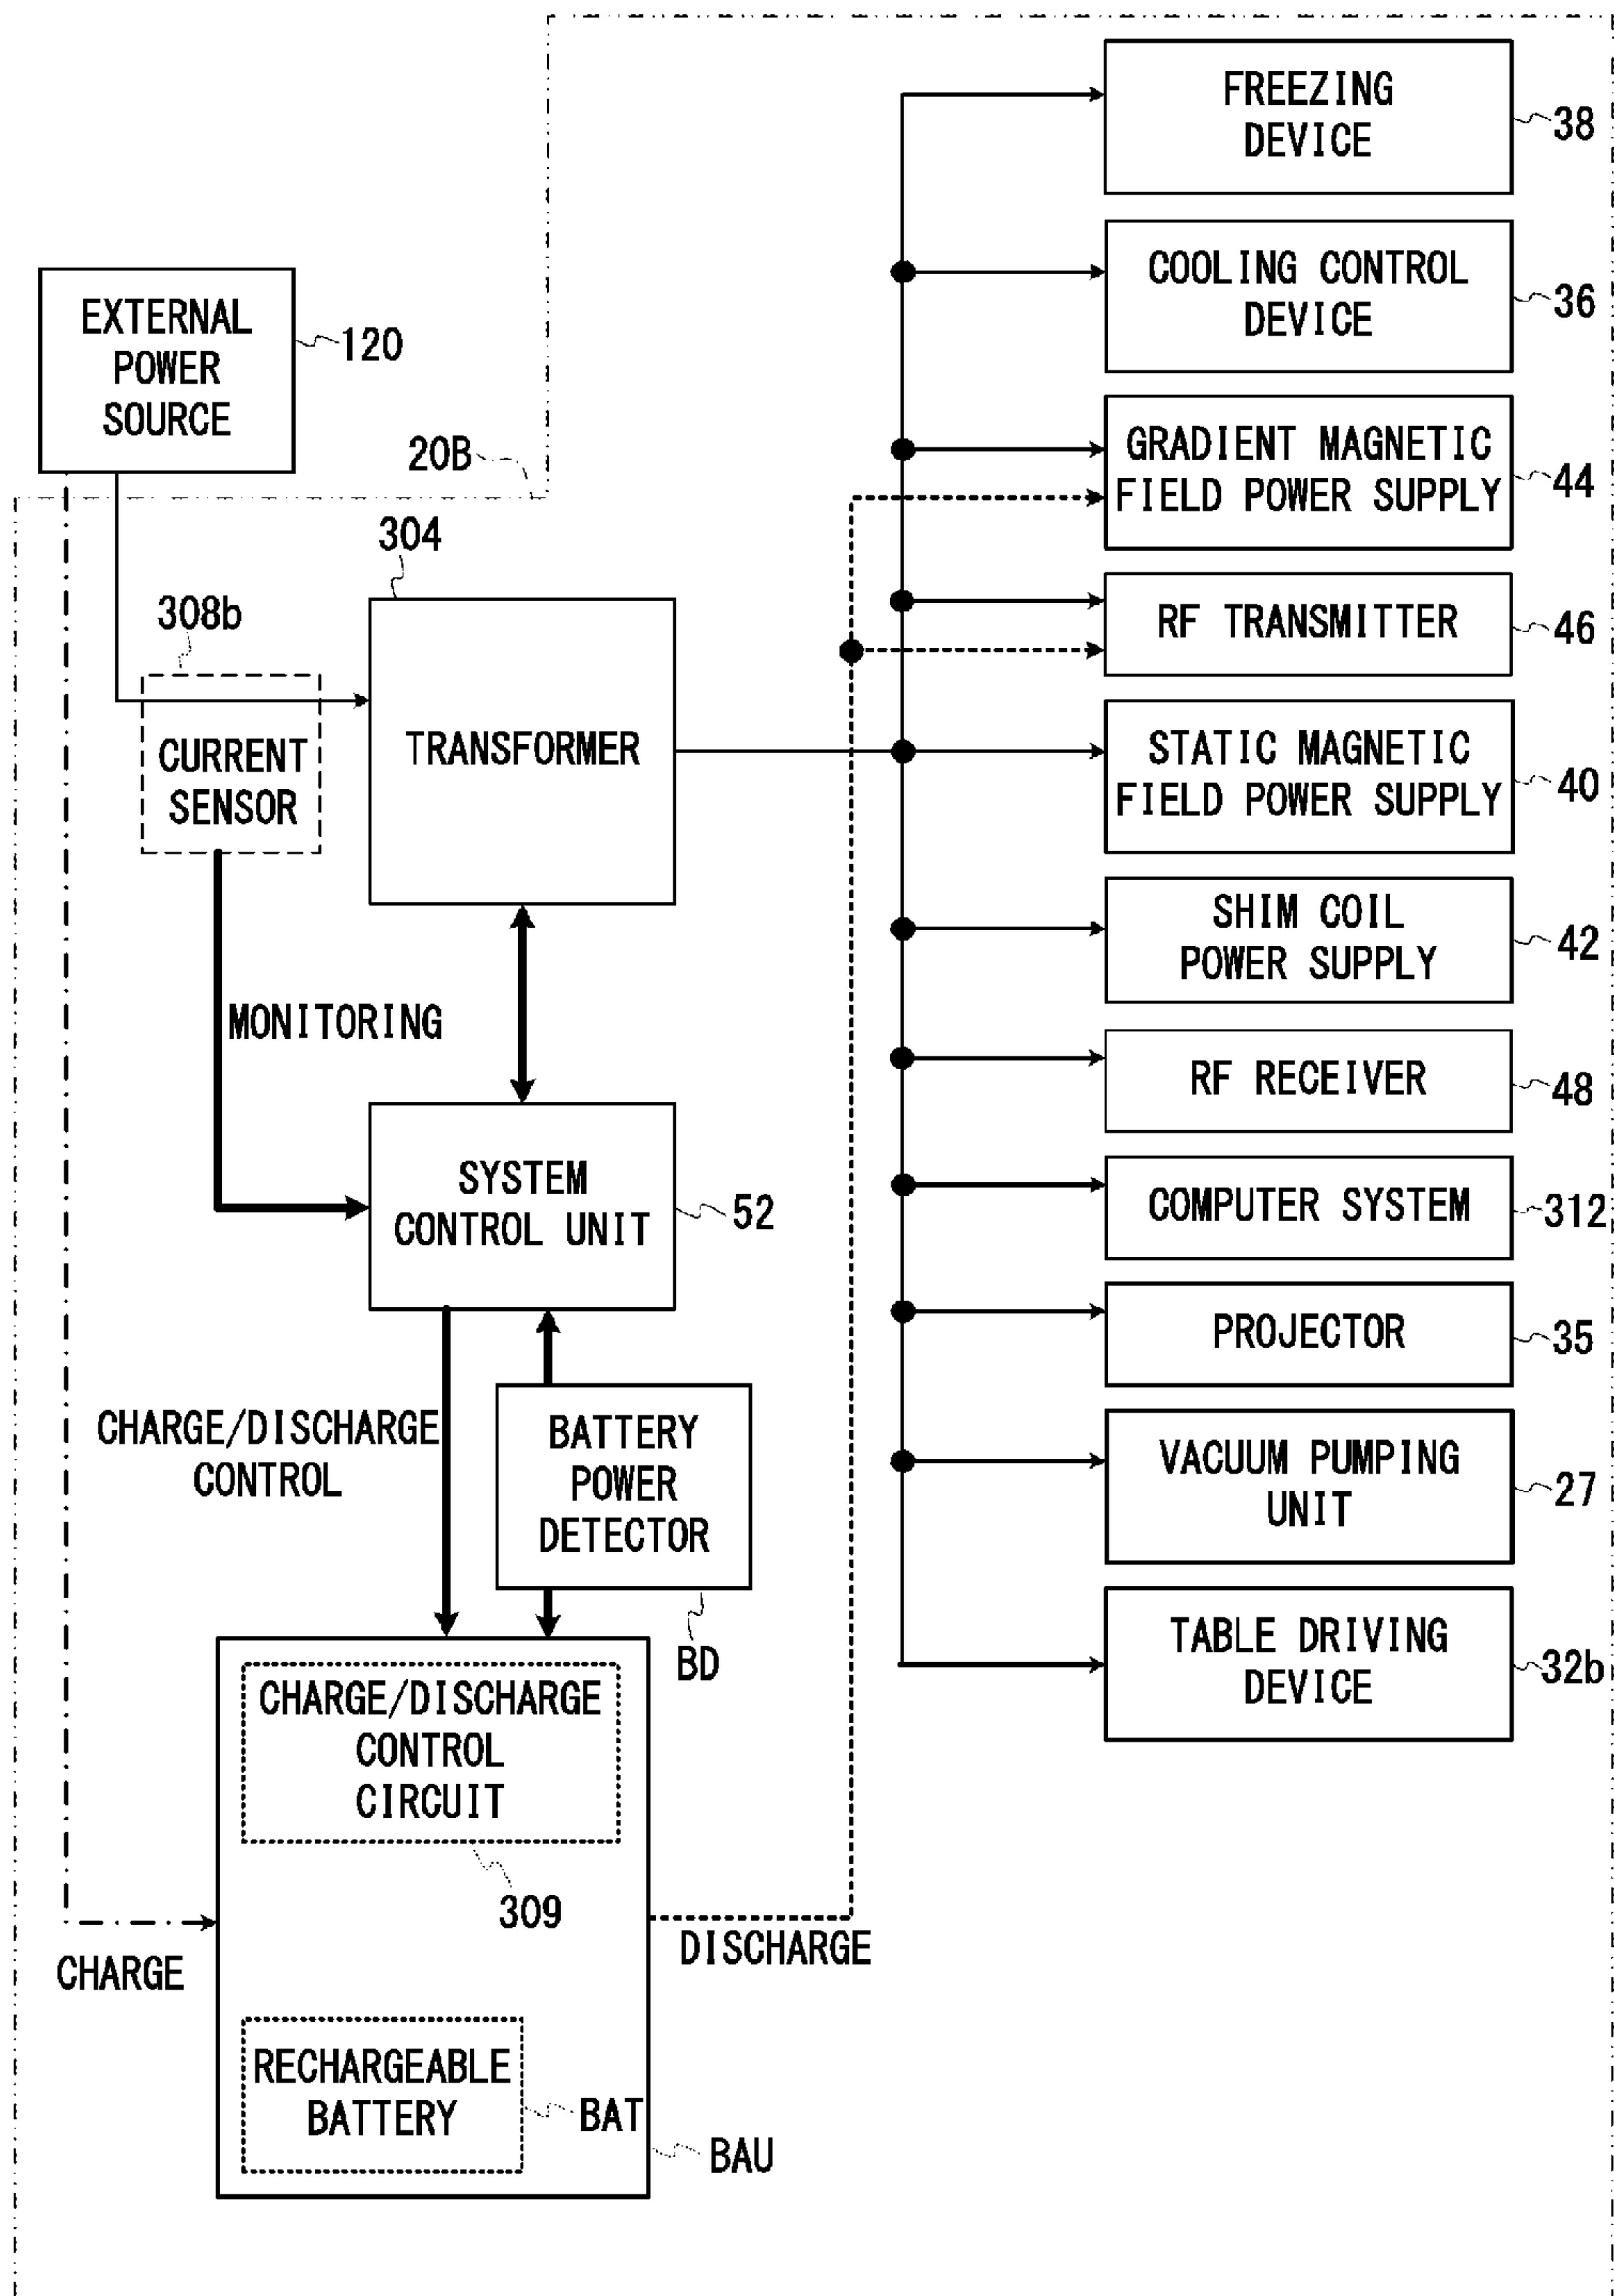 FREEZING
DEVICE
38
COOLING CONTROL
DEVICE
36
EXTERNAL
POWER
SOURCE
120
20B
GRADIENT MAGNETIC
FIELD POWER SUPPLY
44
304
308b
RF TRANSMITTER
46
TRANSFORMER
CURRENT
SENSOR
STATIC MAGNETIC
FIELD POWER SUPPLY
40
SHIM COIL
POWER SUPPLY
42
MONITORING
RF RECEIVER
48
SYSTEM
CONTROL UNIT
52
COMPUTER SYSTEM
312
PROJECTOR
35
CHARGE/DISCHARGE
CONTROL
BATTERY
POWER
DETECTOR
BD
VACUUM PUMPING
UNIT
27
TABLE DRIVING
DEVICE
32b
CHARGE/DISCHARGE
CONTROL
CIRCUIT
309
CHARGE
DISCHARGE
RECHARGEABLE
BATTERY
BAT
BAU